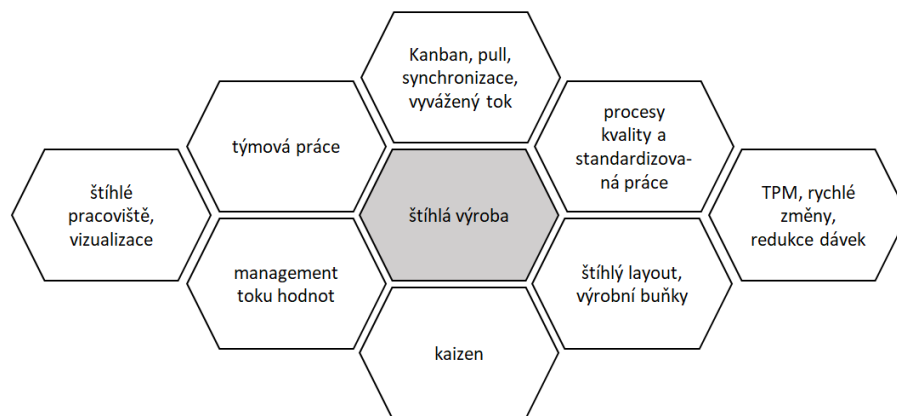 Kanban, pull,
synchronizace,
vyvážený tok
týmová práce
procesy
kvality a
standardizova-
ná práce
štíhlé
pracoviště,
vizualizace
štíhlá výroba
TPM, rychlé
změny,
redukce dávek
management
toku hodnot
štíhlý layout,
výrobní buňky
kaizen